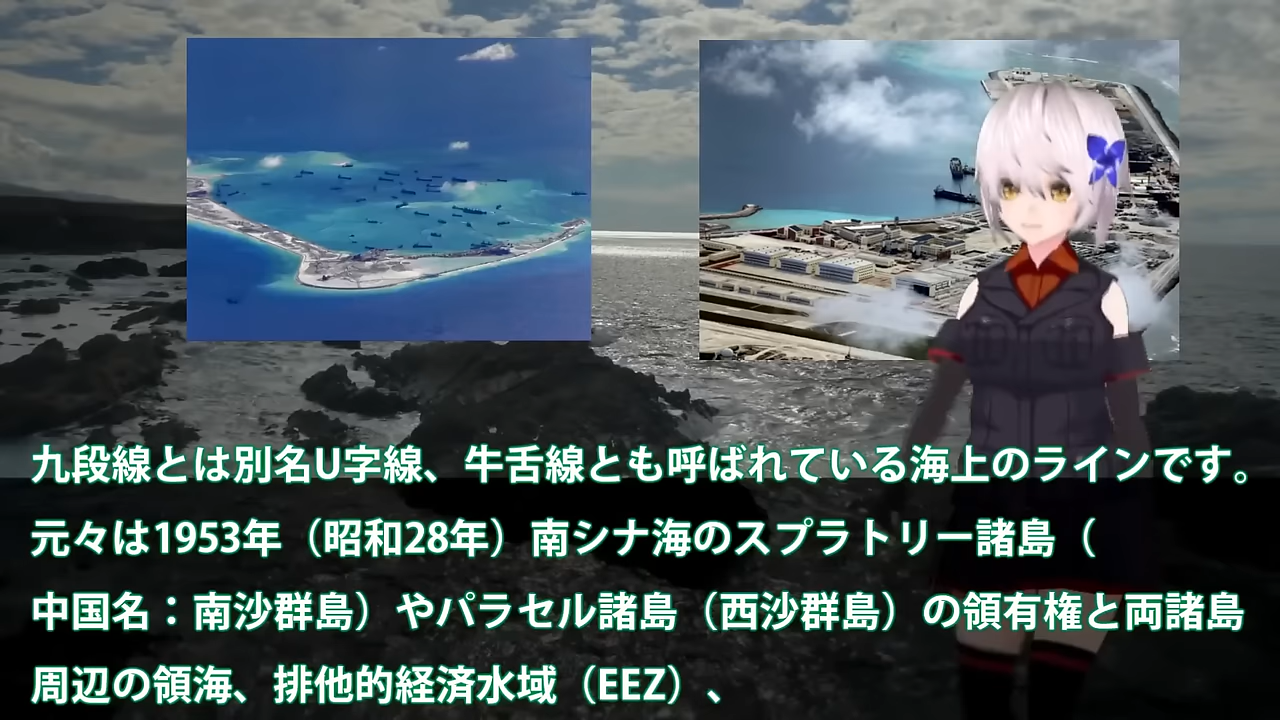 九段線とは別名U字線、牛舌線とも呼ばれている海上のラインです。
元々は1953年（昭和28年）南シナ海のスプラトリー諸島（
中国名：南沙群島）やパラセル諸島（西沙群島）の領有権と両諸島
周辺の領海、排他的経済水域（EEZ）、